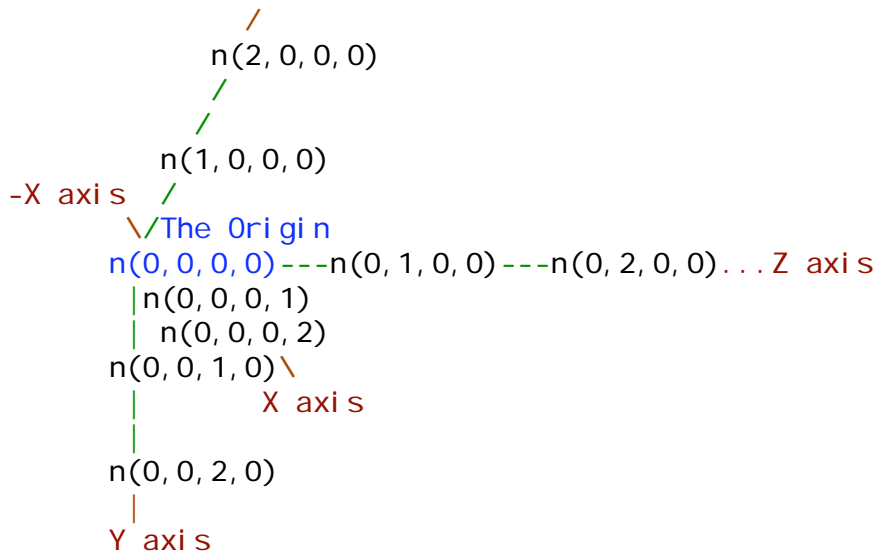 /
n(2,0,0,0)
/
/
n(1,0,0,0)
-X axis /
\/The Origin
n(0,0,0,0)---n(0,1,0,0)---n(0,2,0,0)...Z axis
|n(0,0,0,1)
| n(0,0,0,2)
n(0,0,1,0)\
| X axis
|
n(0,0,2,0)
|
Y axis